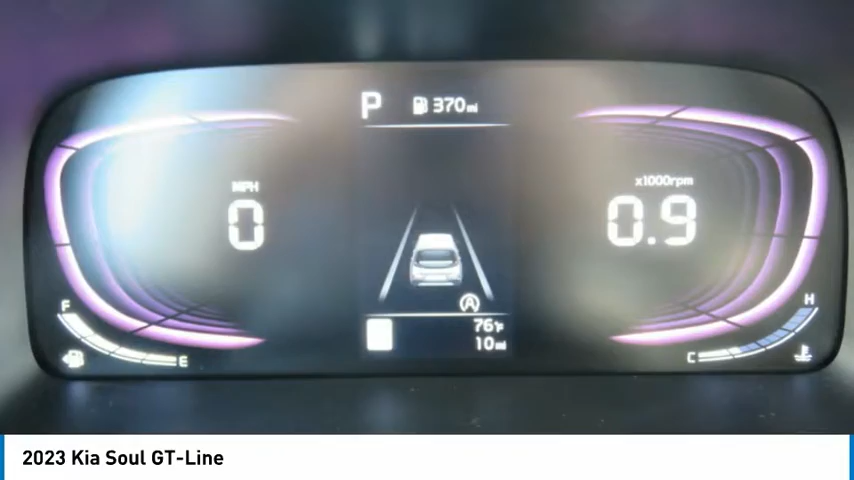 P 370mi
MPH
0
x1000rpm
0.9
A
F
E
76°F
10mi
C
H
2023 Kia Soul GT-Line